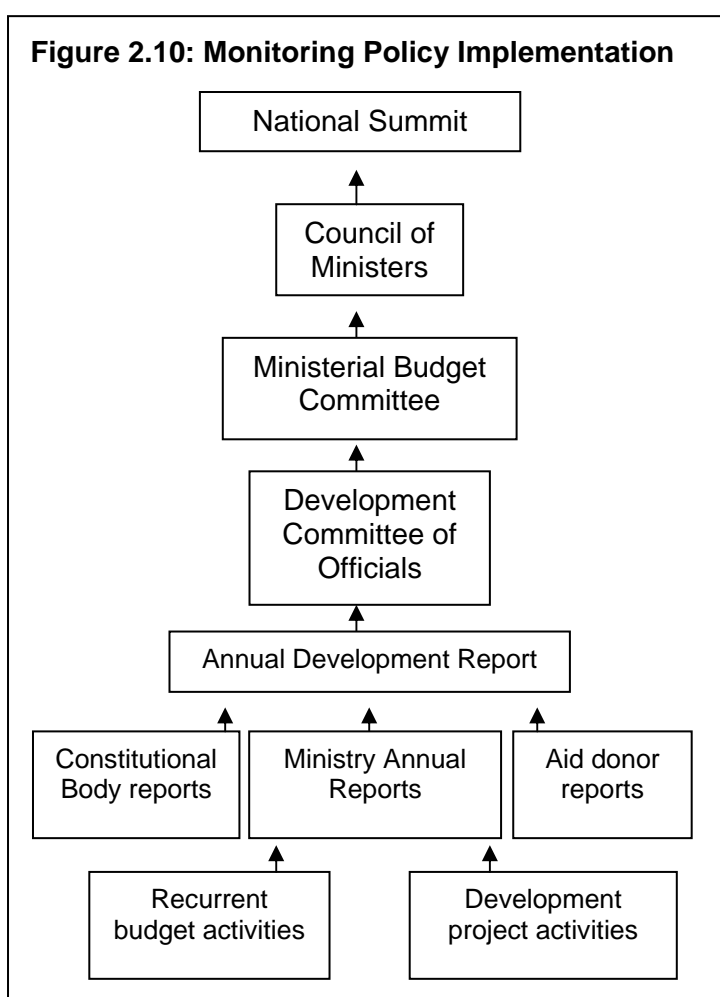 Figure 2.10: Monitoring Policy Implementation
National Summit
Council of
Ministers
Ministerial Budget
Committee
Development
Committee of
Officials
Annual Development Report
Constitutional
Body reports
Ministry Annual
Reports
Aid donor
reports
Recurrent
budget activities
Development
project activities